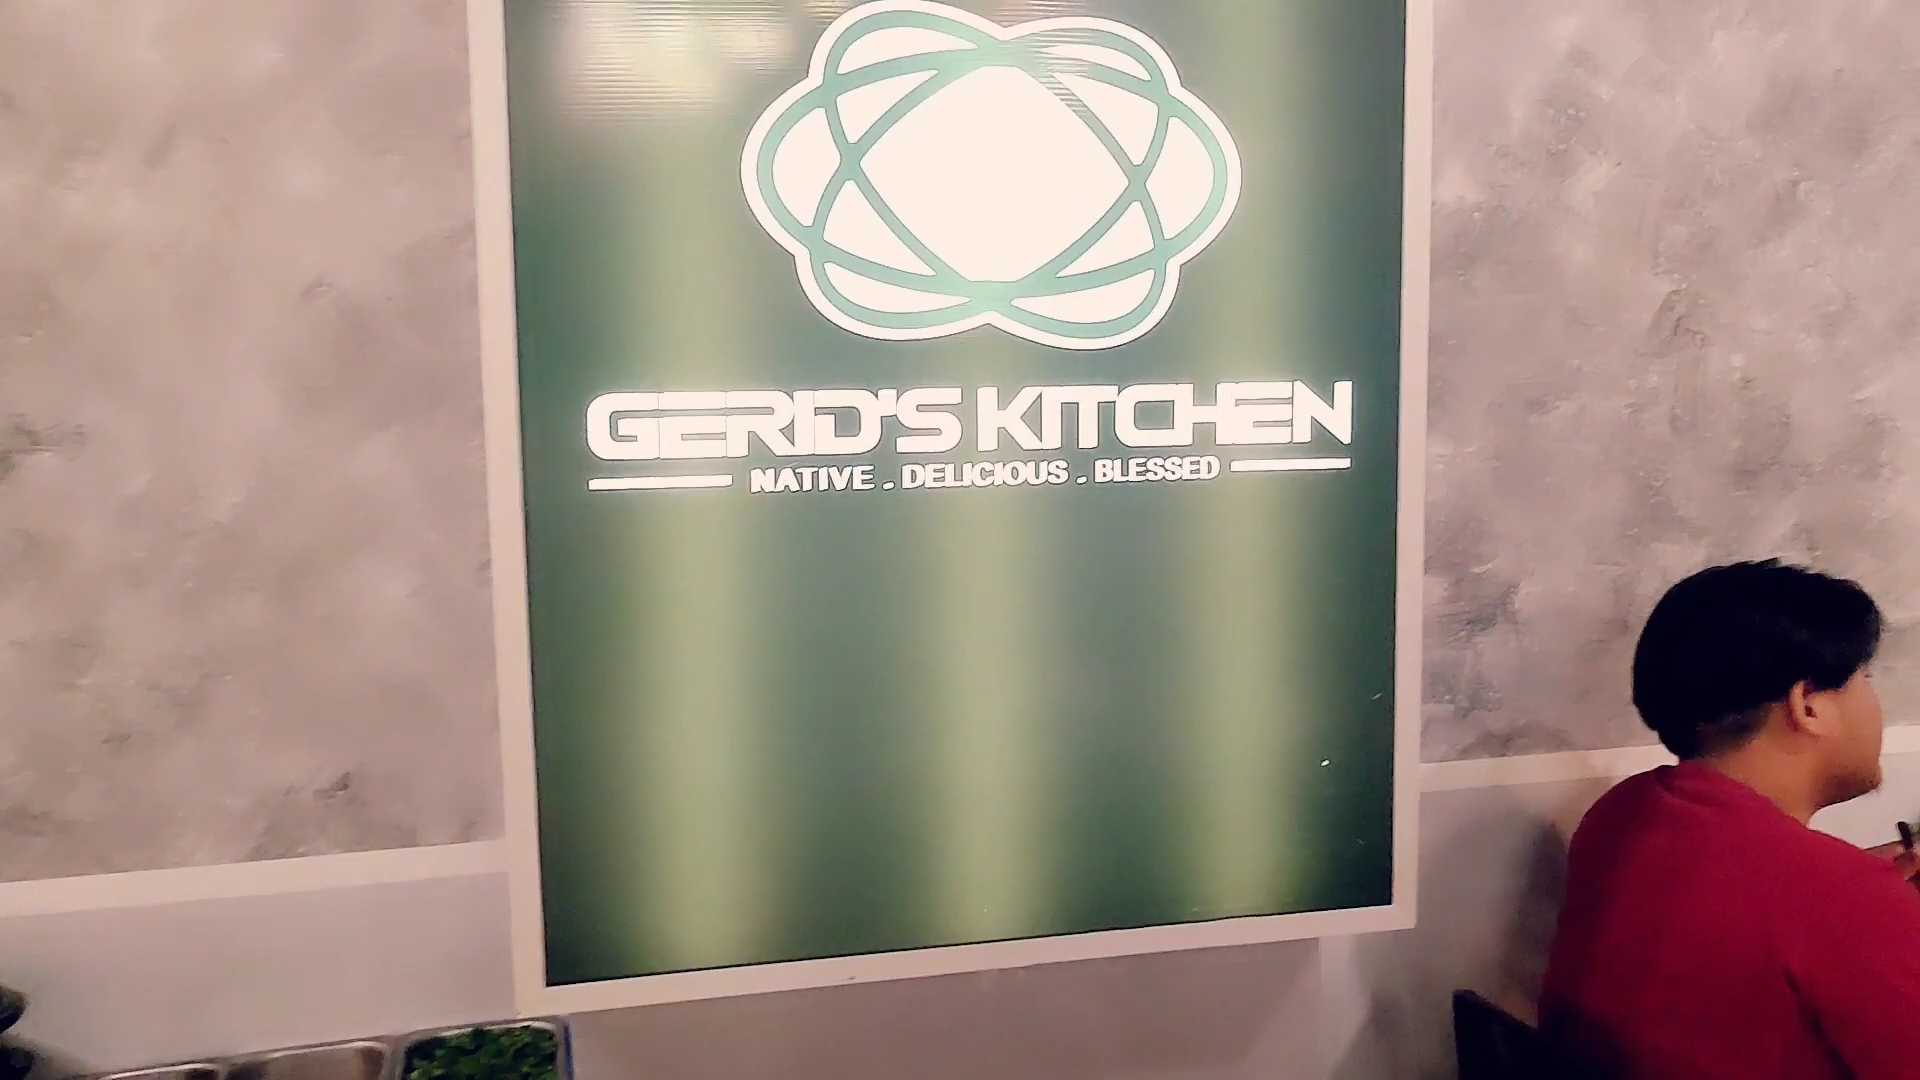 GERID'S KITCHEN
NATIVE . DELICIOUS . BLESSED